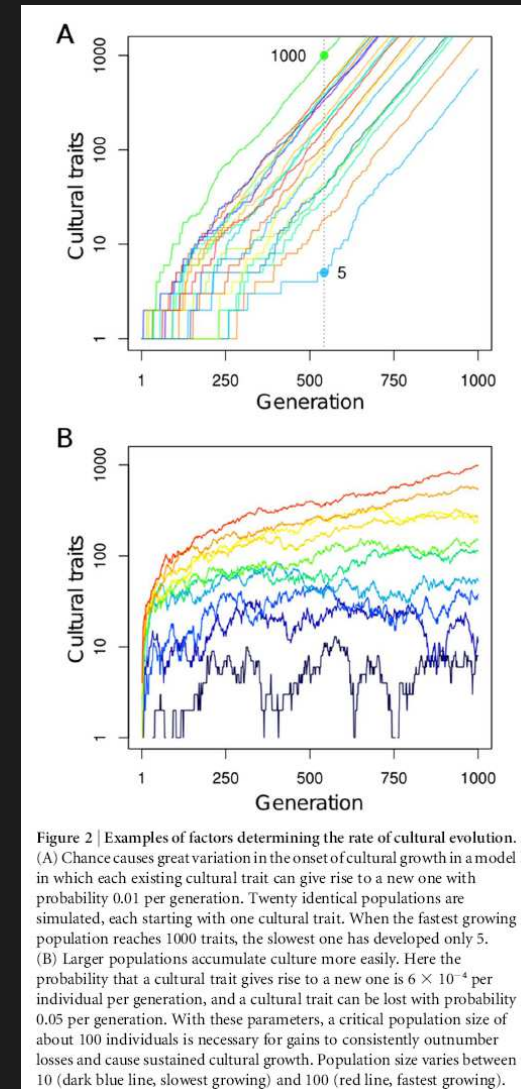 A
1000
100
10
1
Cultural traits
1000
5
1 250 500 750 1000
Generation
B
1000
100
10
1
Cultural traits
1 250 500 750 1000
Generation
Figure 2 | Examples of factors determining the rate of cultural evolution.
(A) Chance causes great variation in the onset of cultural growth in a model
in which each existing cultural trait can give rise to a new one with
probability 0.01 per generation. Twenty identical populations are
simulated, each starting with one cultural trait. When the fastest growing
population reaches 1000 traits, the slowest one has developed only 5.
(B) Larger populations accumulate culture more easily. Here the
probability that a cultural trait gives rise to a new one is 6 × 10⁻⁴ per
individual per generation, and a cultural trait can be lost with probability
0.05 per generation. With these parameters, a critical population size of
about 100 individuals is necessary for gains to consistently outnumber
losses and cause sustained cultural growth. Population size varies between
10 (dark blue line, slowest growing) and 100 (red line, fastest growing).